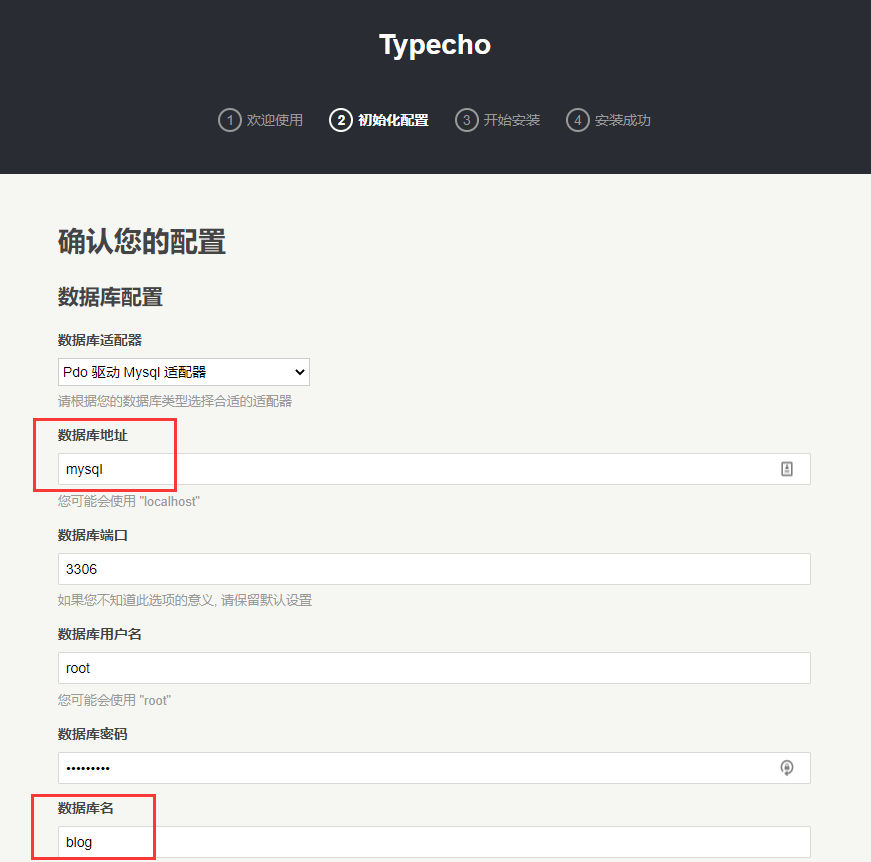 Typecho
1 欢迎使用 2 初始化配置 3 开始安装 4 安装成功
确认您的配置
数据库配置
数据库适配器
Pdo 驱动 Mysql 适配器
请根据您的数据库类型选择合适的适配器
数据库地址
mysql
您可能会使用 "localhost"
数据库端口
3306
如果您不知道此选项的意义, 请保留默认设置
数据库用户名
root
您可能会使用 "root"
数据库密码
•••••••••
数据库名
blog